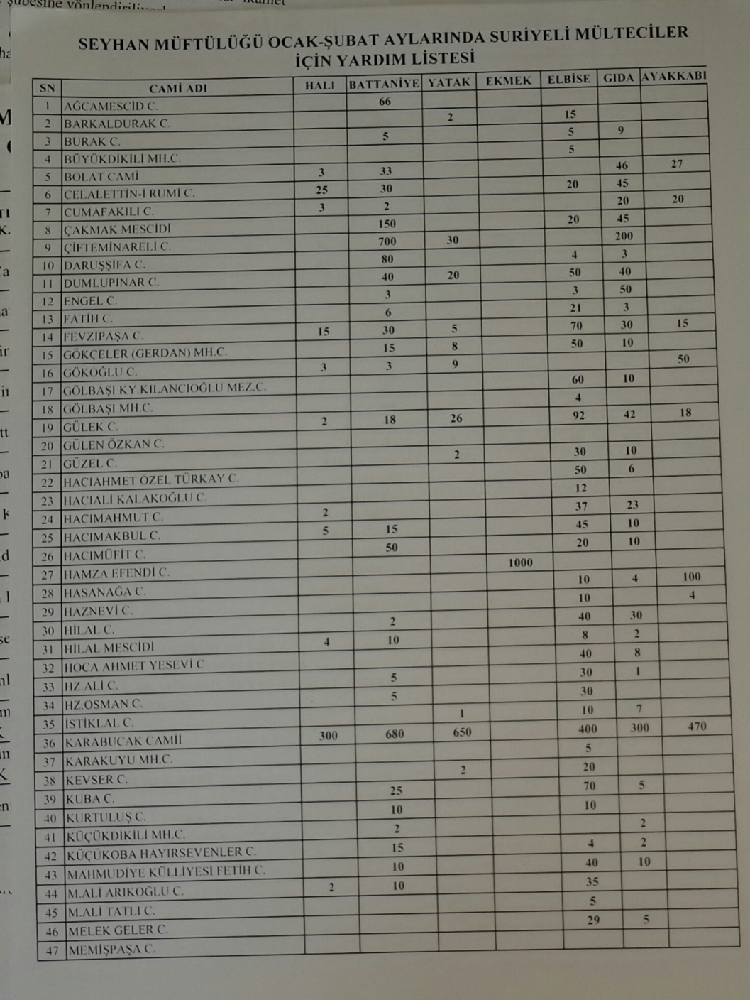 şubesine yönlendiriliyor!
SEYHAN MÜFTÜLÜĞÜ OCAK-ŞUBAT AYLARINDA SURİYELİ MÜLTECİLER
İÇİN YARDIM LİSTESİ
SN CAMİ ADI HALI BATTANİYE YATAK EKMEK ELBİSE GIDA AYAKKABI
1 AĞCAMESCİD C. 66
2 BARKALDURAK C. 2 15
3 BURAK C. 5 5 9
4 BÜYÜKDİKİLİ MH.C. 5
5 BOLAT CAMİ 3 33 46 27
6 CELALETTİN-İ RUMİ C. 25 30 20 45
7 CUMAFAKILI C. 3 2 20 20
8 ÇAKMAK MESCİDİ 150 20 45
9 ÇİFTEMİNARELİ C. 700 30 200
10 DARUŞŞİFA C. 80 4 3
11 DUMLUPINAR C. 40 20 50 40
12 ENGEL C. 3 3 50
13 FATİH C. 6 21 3
14 FEVZİPAŞA C. 15 30 5 70 30 15
15 GÖKÇELER (GERDAN) MH.C. 15 8 50 10
16 GÖKOĞLU C. 3 3 9 50
17 GÖLBAŞI KY.KILANCIOĞLU MEZ.C. 60 10
18 GÖLBAŞI MH.C. 4
19 GÜLEK C. 2 18 26 92 42 18
20 GÜLEN ÖZKAN C.
21 GÜZEL C. 2 30 10
22 HACIAHMET ÖZEL TÜRKAY C. 50 6
23 HACIALİ KALAKOĞLU C. 12
24 HACIMAHMUT C. 2 37 23
25 HACIMAKBUL C. 5 15 45 10
26 HACIMÜFİT C. 50 20 10
27 HAMZA EFENDİ C. 1000
28 HASANAĞA C. 10 4 100
29 HAZNEVİ C. 10 4
30 HİLAL C. 2 40 30
31 HİLAL MESCİDİ 4 10 8 2
32 HOCA AHMET YESEVİ C 40 8
33 HZ.ALİ C. 5 30 1
34 HZ.OSMAN C. 5 30
35 İSTİKLAL C. 1 10 7
36 KARABUCAK CAMİİ 300 680 650 400 300 470
37 KARAKUYU MH.C. 5
38 KEVSER C. 2 20
39 KUBA C. 25 70 5
40 KURTULUŞ C. 10 10
41 KÜÇÜKDİKİLİ MH.C. 2 2
42 KÜÇÜKOBA HAYIRSEVENLER C. 15 4 2
43 MAHMUDİYE KÜLLİYESİ FETİH C. 10 40 10
44 M.ALİ ARIKOĞLU C. 2 10 35
45 M.ALİ TATLI C. 5
46 MELEK GELER C. 29 5
47 MEMİŞPAŞA C.